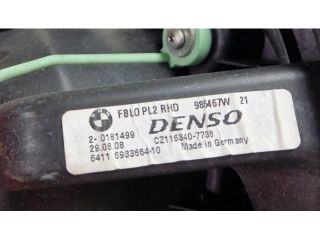 FBLO PL2 RHD 985467W 21
DENSO
2- 0181499 CZ116340-7738
29.08.08 Made in Germany
6411 6933664-10